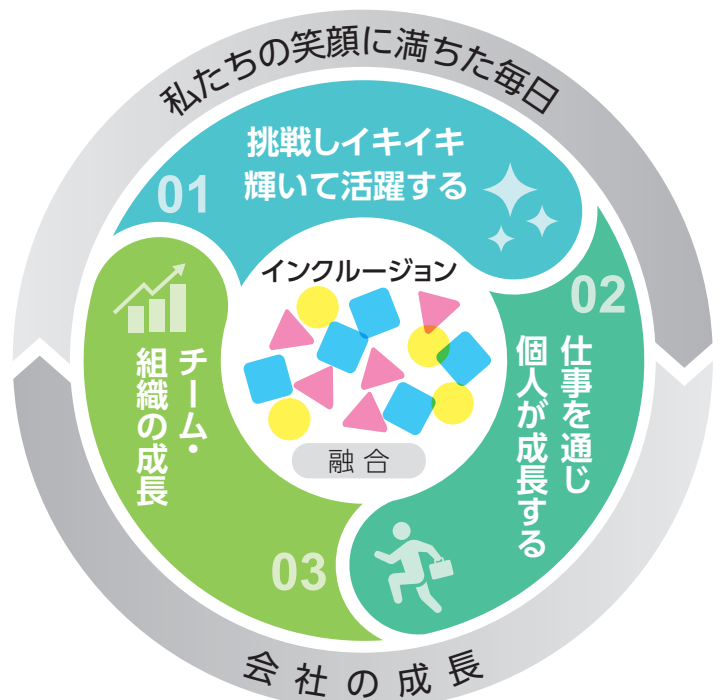 私たちの笑顔に満ちた毎日
01
挑戦しイキイキ
輝いて活躍する
02
仕事を通じ
個人が成長する
03
チーム・
組織の成長
インクルージョン
融合
会社の成長